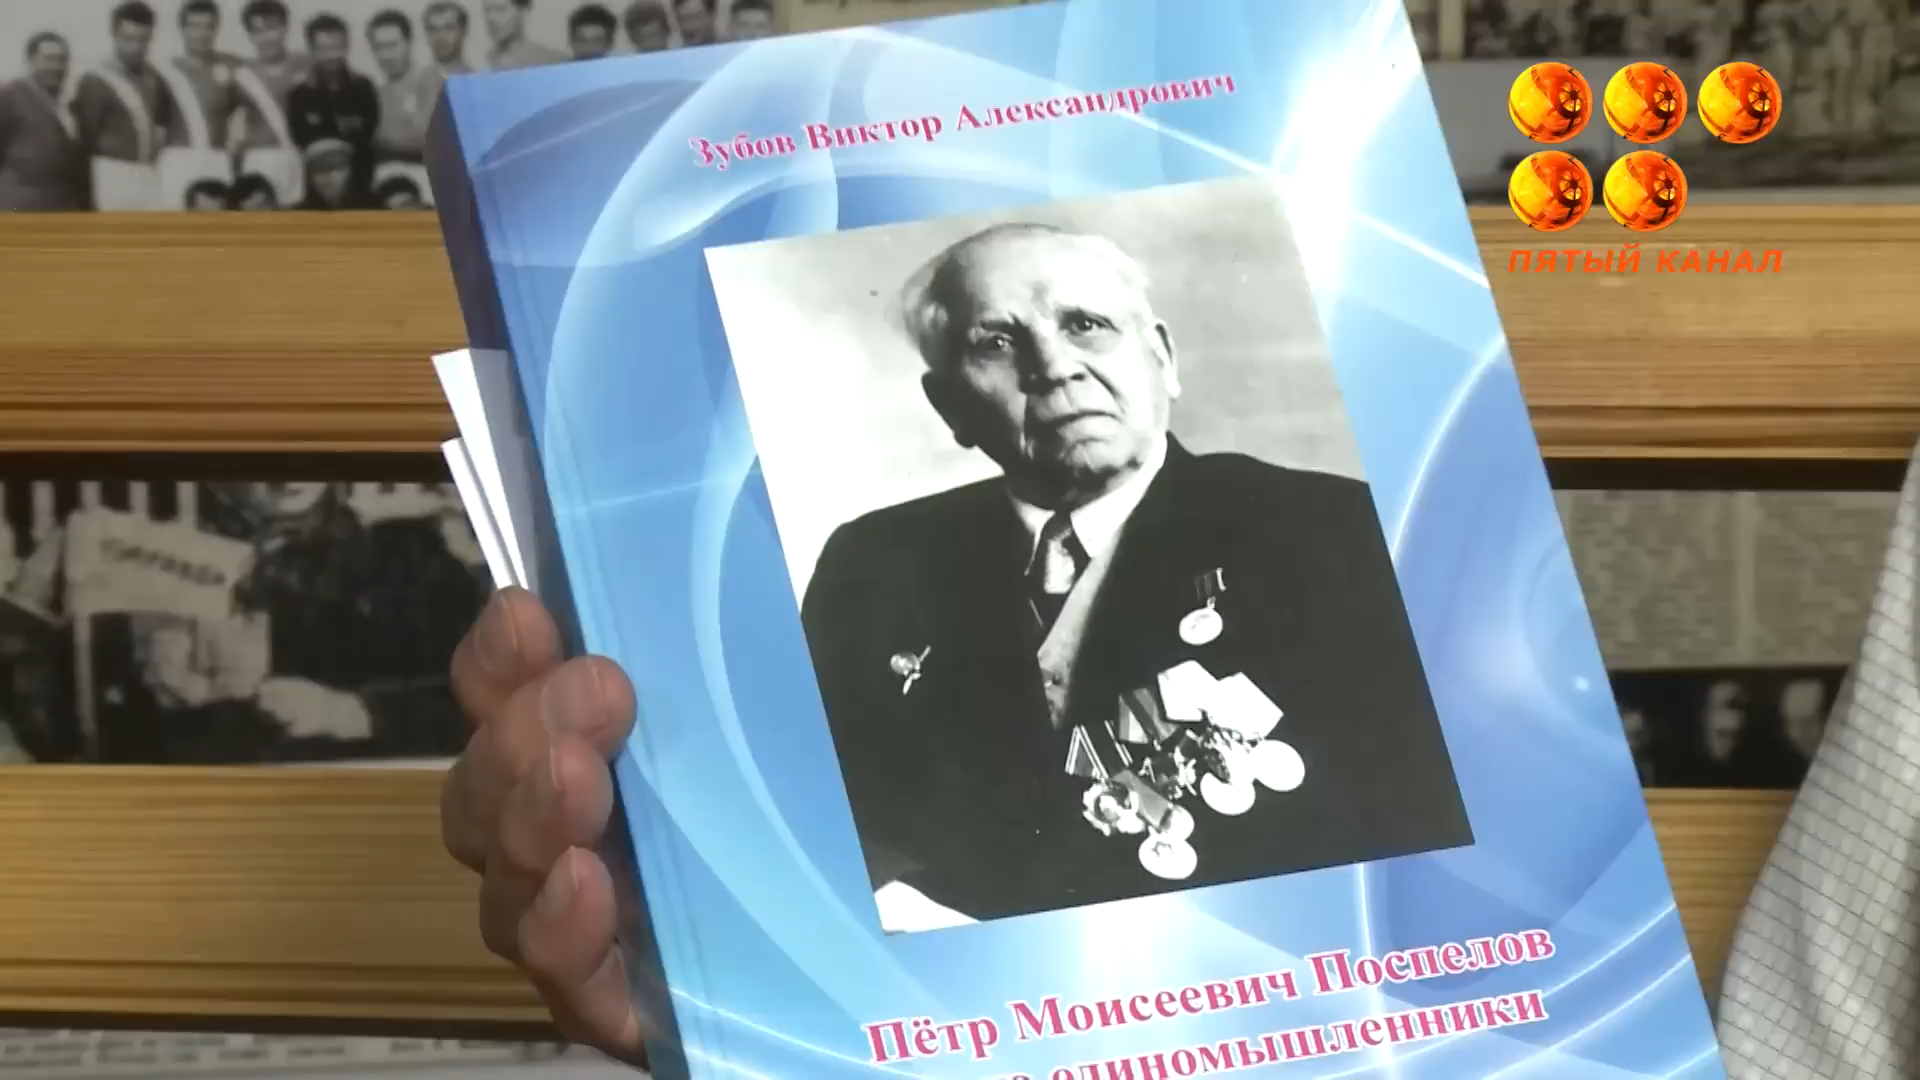 Зубов Виктор Александрович
ПЯТЫЙ КАНАЛ
Пётр Моисеевич Поспелов
единомышленники